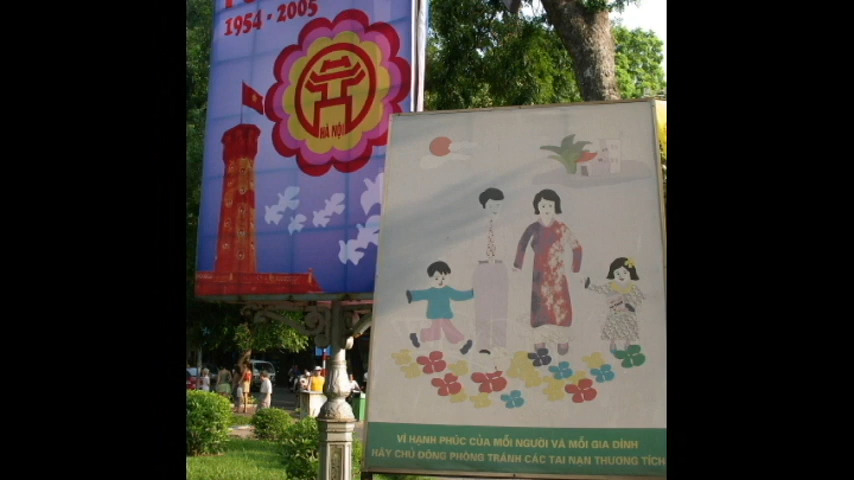 1954 - 2005
HÀ NỘI
VÌ HẠNH PHÚC CỦA MỖI NGƯỜI VÀ MỖI GIA ĐÌNH
HÃY CHỦ ĐỘNG PHÒNG TRÁNH CÁC TAI NẠN THƯƠNG TÍCH